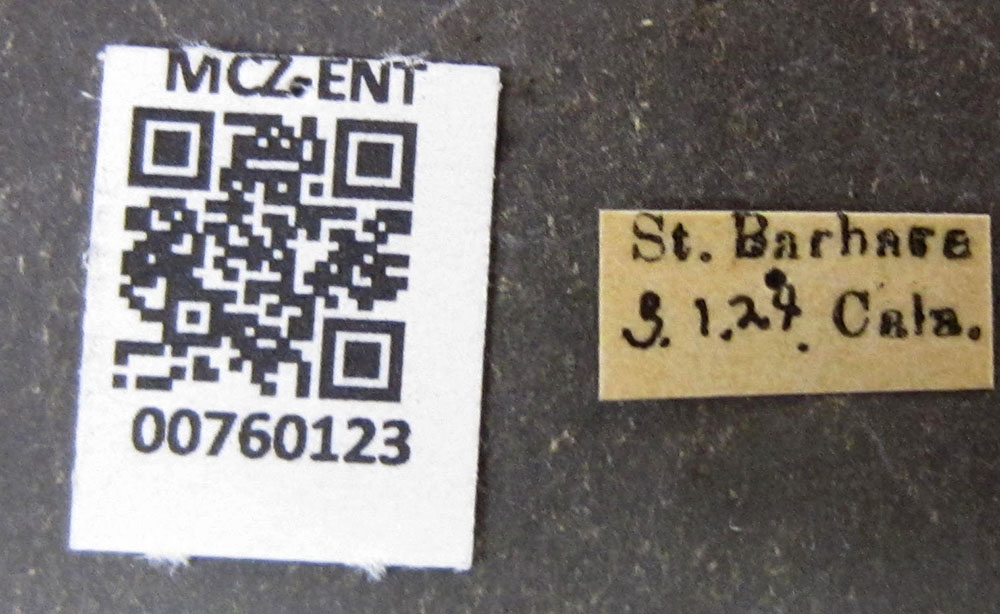 MCZ-ENT
00760123
St. Barbara
3.1.24. Cala.